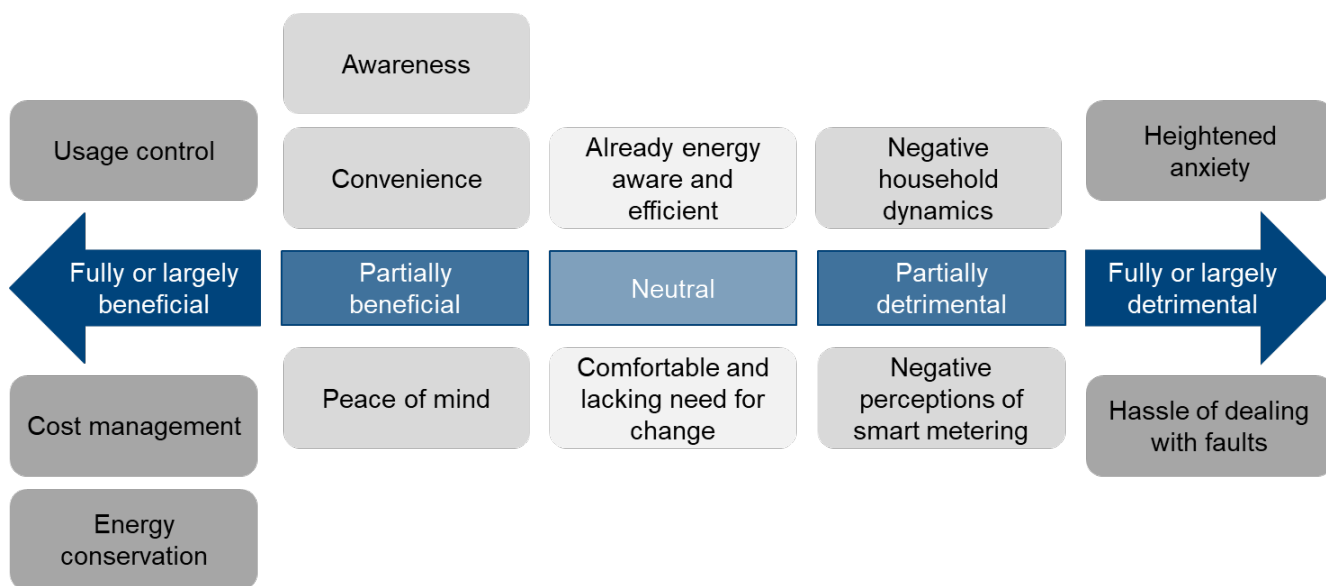 Awareness
Usage control
Convenience
Already energy
aware and
efficient
Negative
household
dynamics
Heightened
anxiety
Fully or largely
beneficial
Partially
beneficial
Neutral
Partially
detrimental
Fully or largely
detrimental
Cost management
Peace of mind
Comfortable and
lacking need for
change
Negative
perceptions of
smart metering
Hassle of dealing
with faults
Energy
conservation